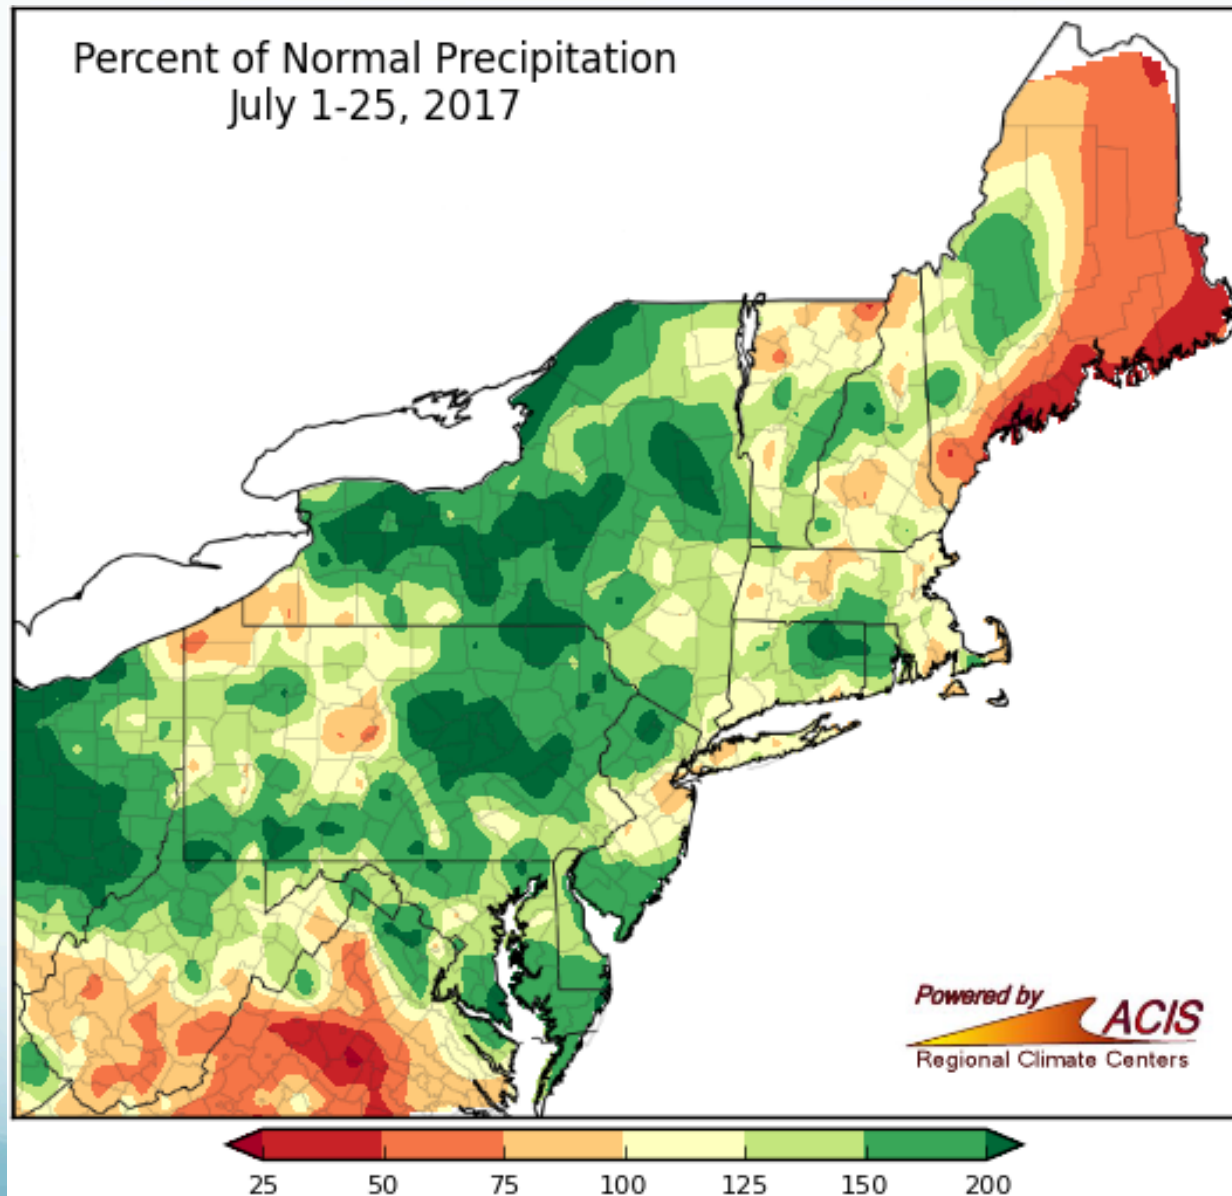 Percent of Normal Precipitation
July 1-25, 2017
Powered by
ACIS
Regional Climate Centers
25 50 75 100 125 150 200